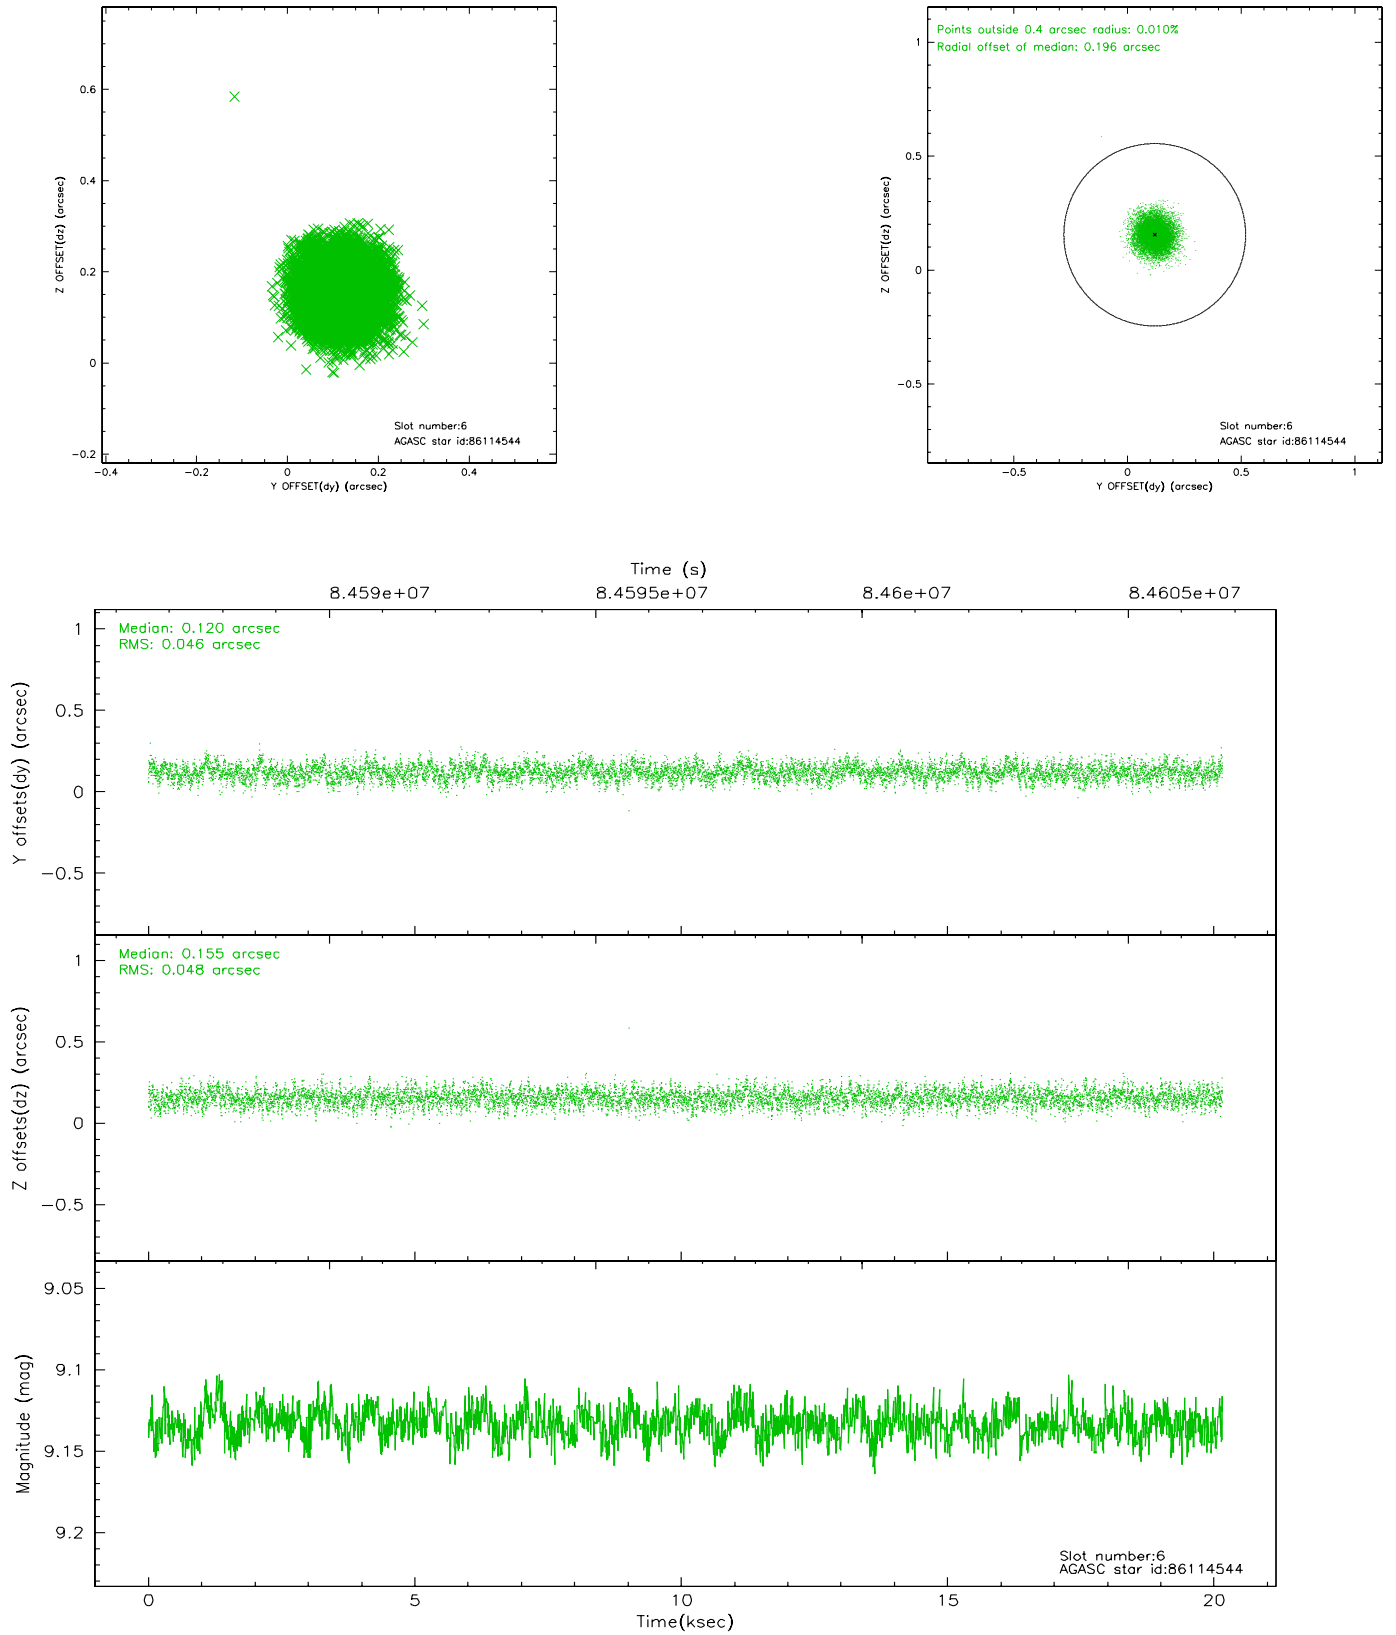 0.6
0.4
0.2
0
−0.2
Z OFFSET(dz) (arcsec)
Slot number:6
AGASC star id:86114544
−0.4 −0.2 0 0.2 0.4
Y OFFSET(dy) (arcsec)
Points outside 0.4 arcsec radius: 0.010%
Radial offset of median: 0.196 arcsec
1
0.5
0
−0.5
Z OFFSET(dz) (arcsec)
Slot number:6
AGASC star id:86114544
−0.5 0 0.5 1
Y OFFSET(dy) (arcsec)
Time (s)
8.459e+07 8.4595e+07 8.46e+07 8.4605e+07
Median: 0.120 arcsec
RMS: 0.046 arcsec
1
0.5
0
−0.5
Y offsets(dy) (arcsec)
Median: 0.155 arcsec
RMS: 0.048 arcsec
1
0.5
0
−0.5
Z offsets(dz) (arcsec)
9.05
9.1
9.15
9.2
Magnitude (mag)
Slot number:6
AGASC star id:86114544
0 5 10 15 20
Time(ksec)